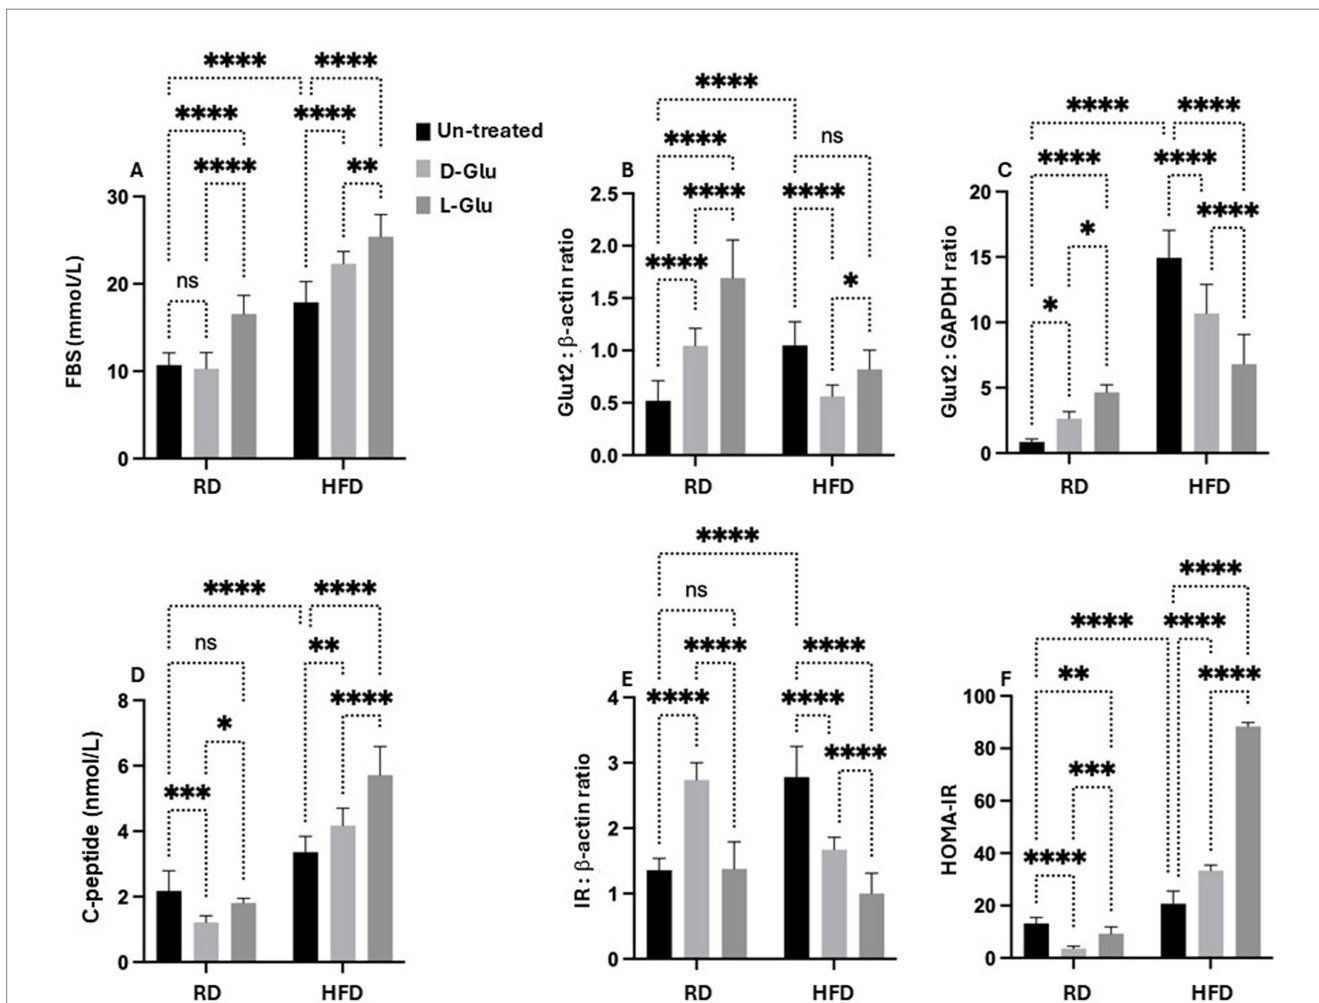 **** ****
**** ****
**** **
ns
Un-treated
D-Glu
L-Glu
A
FBS (mmol/L)
30
20
10
0
RD HFD
****
**** ns
**** ****
**** *
B
Glut2 : β-actin ratio
2.5
2.0
1.5
1.0
0.5
0.0
RD HFD
**** ****
**** ****
* ****
*
C
Glut2 : GAPDH ratio
20
15
10
5
0
RD HFD
**** ****
ns **
* ****
***
D
C-peptide (nmol/L)
8
6
4
2
0
RD HFD
****
ns
**** ****
**** ****
****
E
IR : β-actin ratio
4
3
2
1
0
RD HFD
****
**** ****
** ****
***
****
F
HOMA-IR
100
80
60
40
20
0
RD HFD